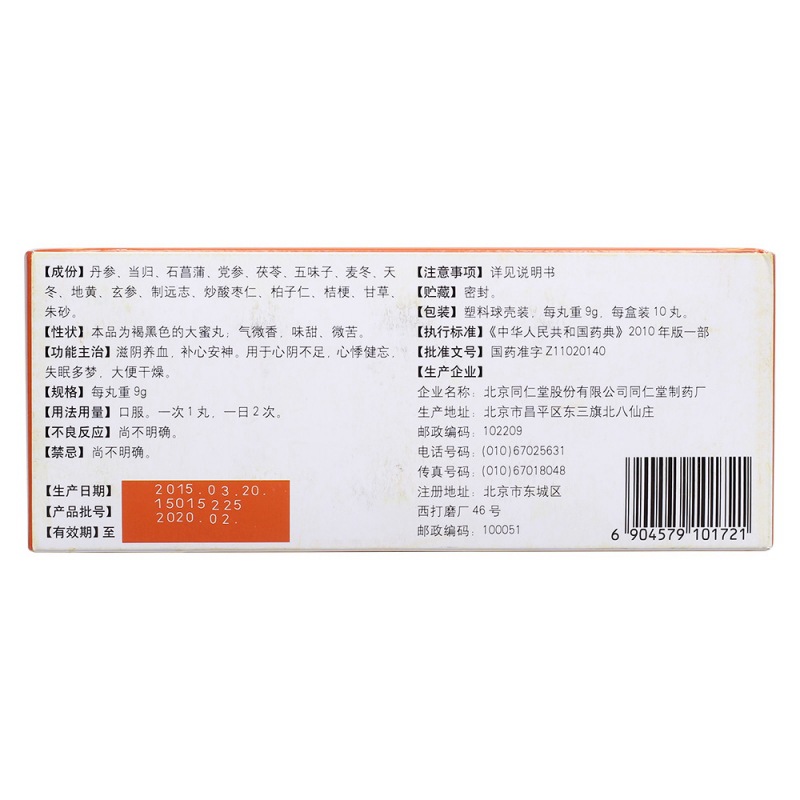 【成份】丹参、当归、石菖蒲、党参、茯苓、五味子、麦冬、天
冬、地黄、玄参、制远志、炒酸枣仁、柏子仁、桔梗、甘草、
朱砂。
【性状】本品为褐黑色的大蜜丸；气微香，味甜、微苦。
【功能主治】滋阴养血，补心安神。用于心阴不足，心悸健忘，
失眠多梦，大便干燥。
【规格】每丸重9g
【用法用量】口服。一次1丸，一日2次。
【不良反应】尚不明确。
【禁忌】尚不明确。
【生产日期】2015.03.20.
【产品批号】15015225
【有效期】至 2020.02.
【注意事项】详见说明书
【贮藏】密封。
【包装】塑料球壳装，每丸重9g，每盒装10丸。
【执行标准】《中华人民共和国药典》2010年版一部
【批准文号】国药准字Z11020140
【生产企业】
企业名称：北京同仁堂股份有限公司同仁堂制药厂
生产地址：北京市昌平区东三旗北八仙庄
邮政编码：102209
电话号码：(010)67025631
传真号码：(010)67018048
注册地址：北京市东城区
西打磨厂46号
邮政编码：100051
6 904579 101721